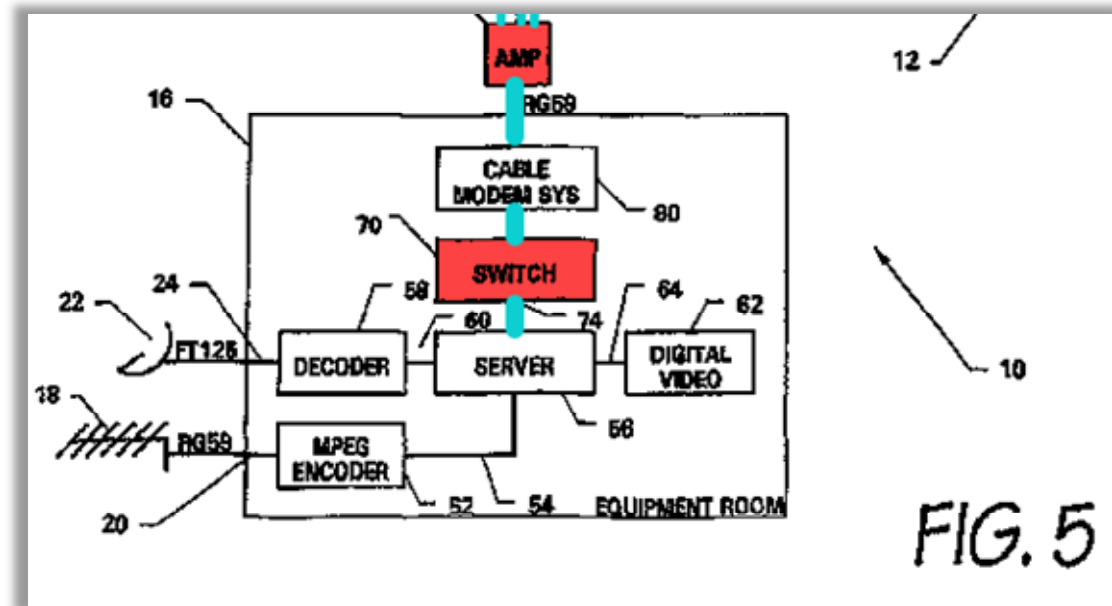 AMP
12
RG59
16
CABLE
MODEM SYS
80
70
SWITCH
24
58
64
62
22
60
74
FT126
DECODER
SERVER
DIGITAL
VIDEO
10
18
56
RG59
MPEG
ENCODER
20
52
54
EQUIPMENT ROOM
FIG. 5